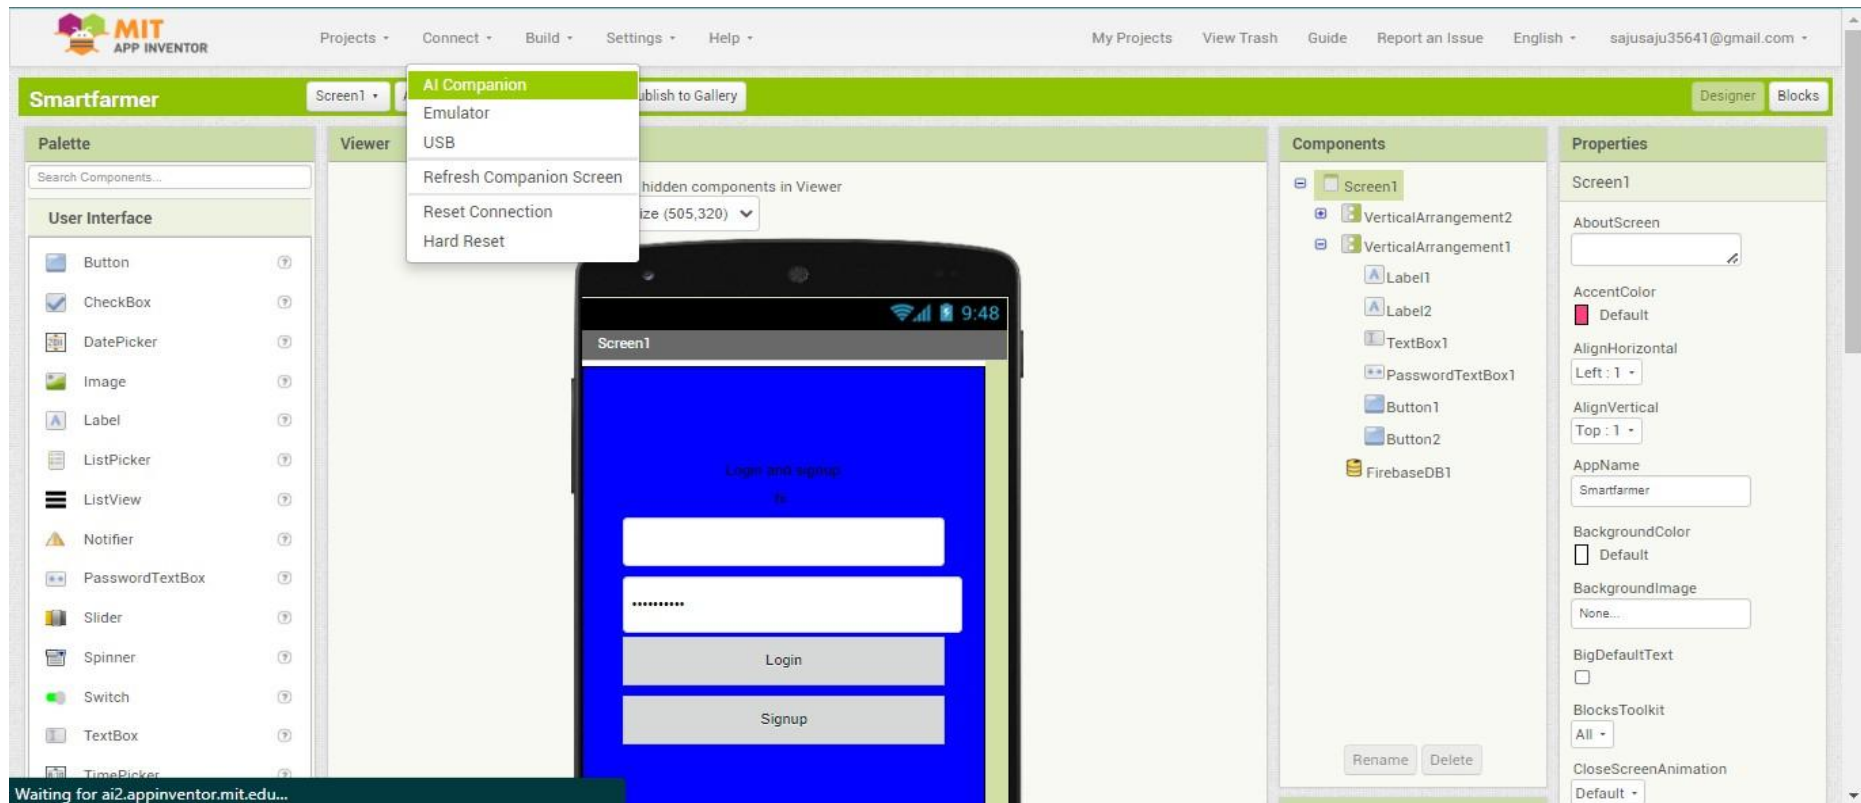 MIT
APP INVENTOR
Projects
Connect
Build
Settings
Help
My Projects
View Trash
Guide
Report an Issue
English
sajusaju35641@gmail.com
Smartfarmer
Screen1
ublish to Gallery
Designer
Blocks
AI Companion
Emulator
USB
Refresh Companion Screen
Reset Connection
Hard Reset
Palette
Search Components...
User Interface
Button
CheckBox
DatePicker
Image
Label
ListPicker
ListView
Notifier
PasswordTextBox
Slider
Spinner
Switch
TextBox
TimePicker
Waiting for ai2.appinventor.mit.edu...
Viewer
hidden components in Viewer
ize (505,320)
9:48
Screen1
Login and signup
••••••••••
Login
Signup
Components
Screen1
VerticalArrangement2
VerticalArrangement1
Label1
Label2
TextBox1
PasswordTextBox1
Button1
Button2
FirebaseDB1
Rename
Delete
Properties
Screen1
AboutScreen
AccentColor
Default
AlignHorizontal
Left : 1
AlignVertical
Top : 1
AppName
Smartfarmer
BackgroundColor
Default
BackgroundImage
None...
BigDefaultText
BlocksToolkit
All
CloseScreenAnimation
Default